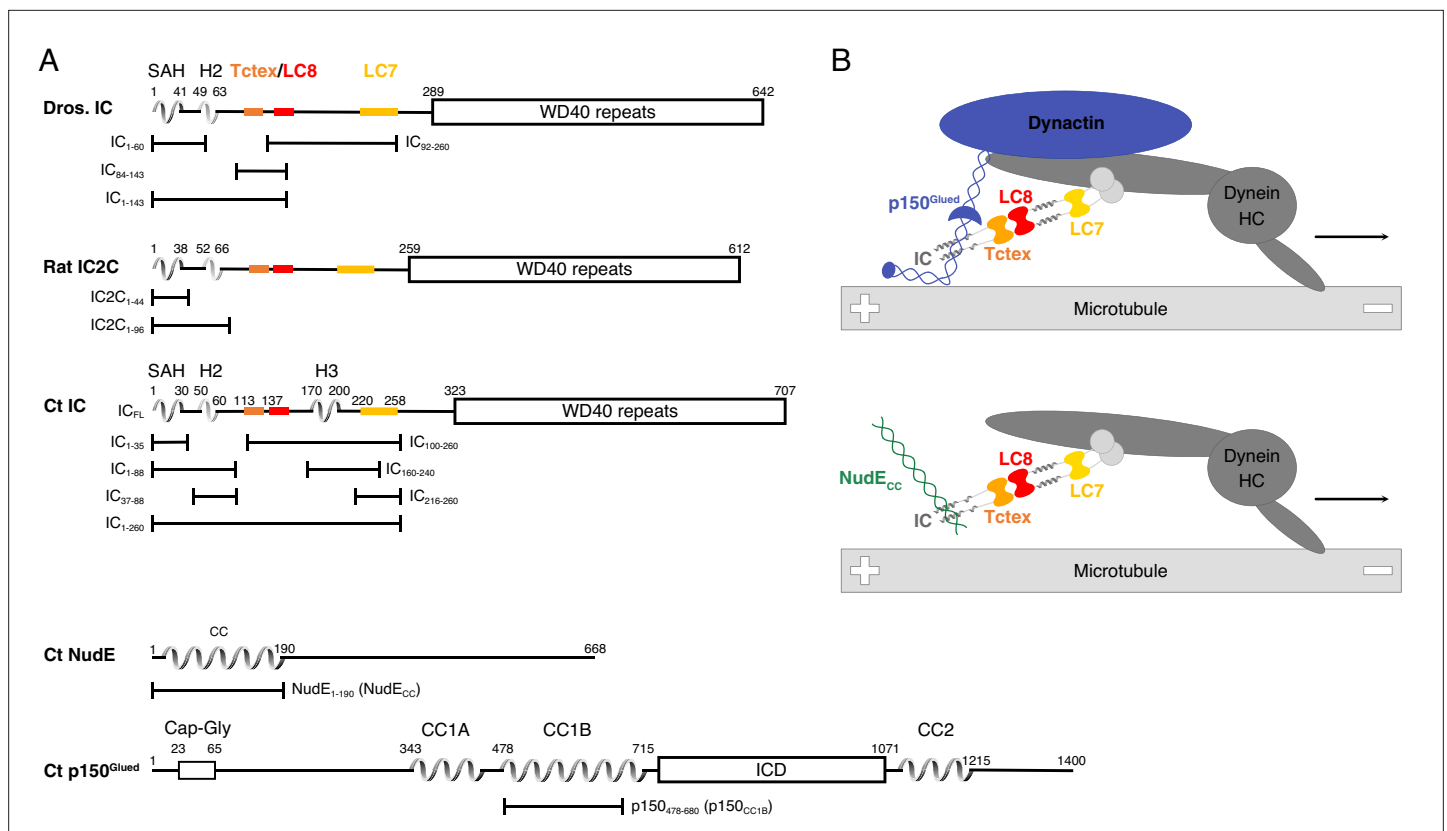 A
SAH H2 Tctex/LC8 LC7
1 41 49 63 289 642
Dros. IC WD40 repeats
IC1-60 IC92-260
IC84-143
IC1-143
1 38 52 66 259 612
Rat IC2C WD40 repeats
IC2C1-44
IC2C1-96
SAH H2 H3
1 30 50 60 113 137 170 200 220 258 323 707
Ct IC ICFL WD40 repeats
IC1-35 IC100-260
IC1-88 IC160-240
IC37-88 IC216-260
IC1-260
CC
1 190 668
Ct NudE
NudE1-190 (NudECC)
Cap-Gly CC1A CC1B CC2
1 23 65 343 478 715 1071 1215 1400
Ct p150Glued ICD
p150478-680 (p150CC1B)
B
Dynactin
p150Glued
LC8
Dynein
HC
LC7
IC
Tctex
Microtubule
LC8
Dynein
HC
NudECC
LC7
IC
Tctex
Microtubule